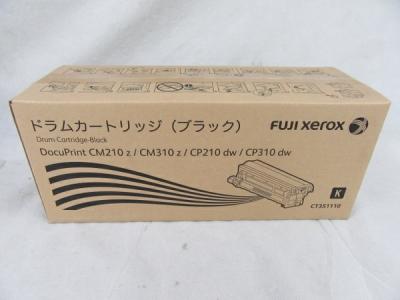 ドラムカートリッジ（ブラック）
Drum Cartridge-Black
FUJI xerox
DocuPrint CM210 z / CM310 z / CP210 dw / CP310 dw
K
CT351110